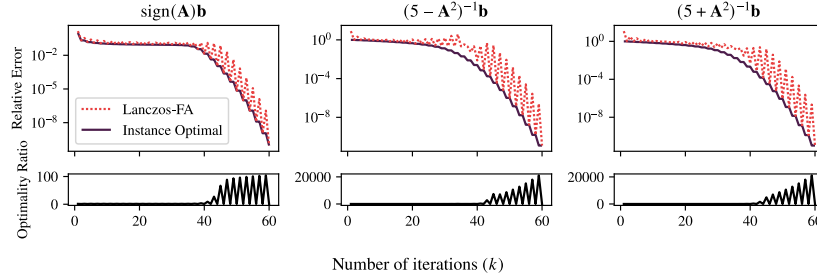 sign(A)b
(5 − A²)⁻¹b
(5 + A²)⁻¹b
Relative Error
10⁻²
10⁻⁵
10⁻⁸
Lanczos-FA
Instance Optimal
10⁰
10⁻⁴
10⁻⁸
10⁰
10⁻⁴
10⁻⁸
Optimality Ratio
100
0
0 20 40 60
20000
0
0 20 40 60
20000
0
0 20 40 60
Number of iterations (k)